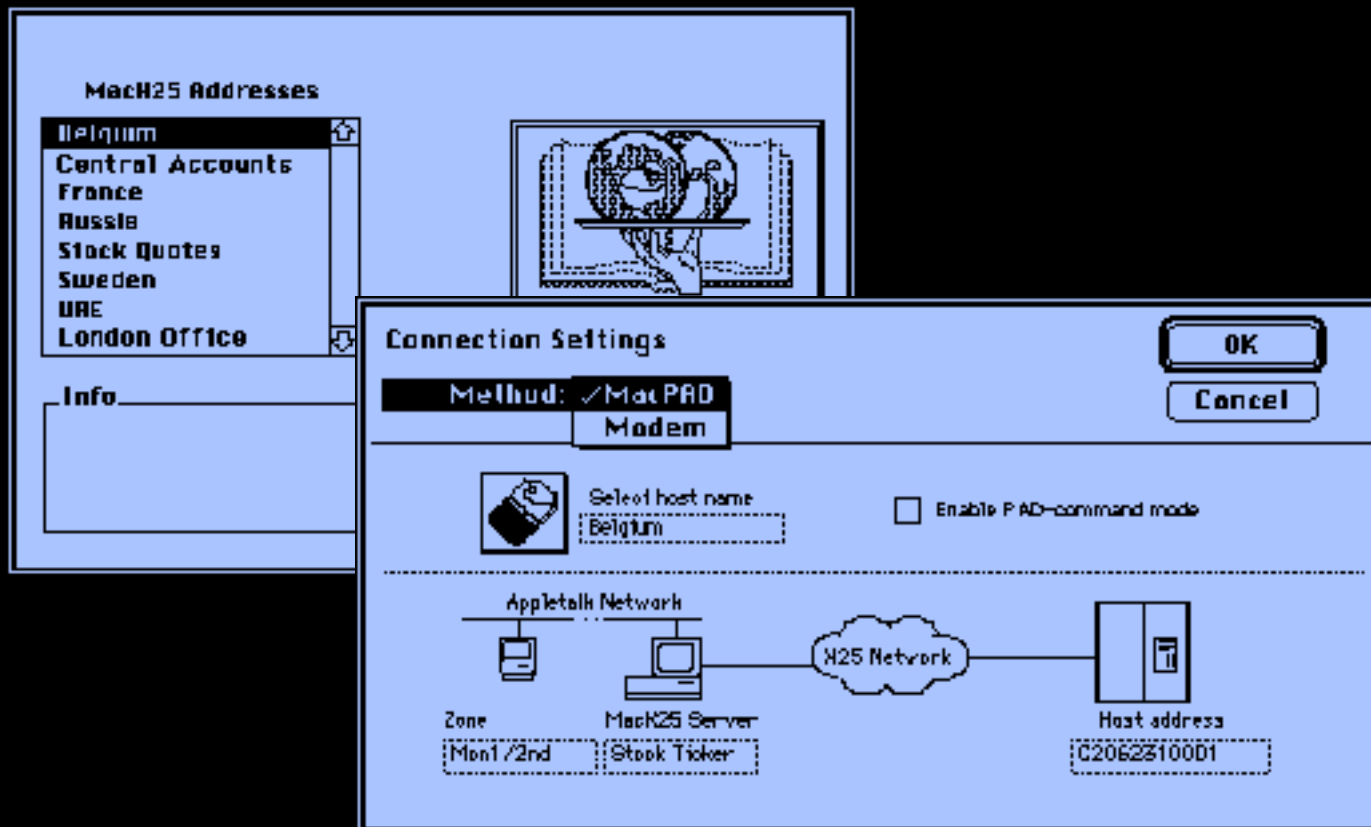 MacX25 Addresses
Belgium
Central Accounts
France
Russia
Stock Quotes
Sweden
UAE
London Office
Info
Connection Settings
OK
Method: ✓MacPAD
Cancel
Modem
Select host name
Belgium
Enable PAD-command mode
Appletalk Network
X25 Network
Zone
MacX25 Server
Host address
Mon1/2nd
Stock Ticker